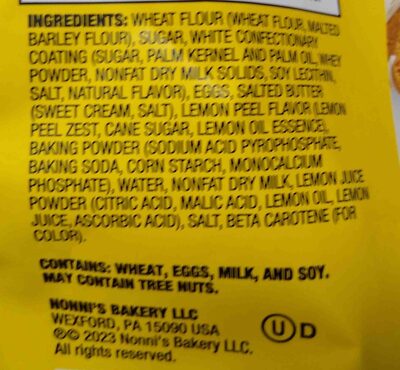 INGREDIENTS: WHEAT FLOUR (WHEAT FLOUR, MALTED
BARLEY FLOUR), SUGAR, WHITE CONFECTIONARY
COATING (SUGAR, PALM KERNEL AND PALM OIL, WHEY
POWDER, NONFAT DRY MILK SOLIDS, SOY LECITHIN,
SALT, NATURAL FLAVOR), EGGS, SALTED BUTTER
(SWEET CREAM, SALT), LEMON PEEL FLAVOR (LEMON
PEEL ZEST, CANE SUGAR, LEMON OIL ESSENCE),
BAKING POWDER (SODIUM ACID PYROPHOSPHATE,
BAKING SODA, CORN STARCH, MONOCALCIUM
PHOSPHATE), WATER, NONFAT DRY MILK, LEMON JUICE
POWDER (CITRIC ACID, MALIC ACID, LEMON OIL, LEMON
JUICE, ASCORBIC ACID), SALT, BETA CAROTENE (FOR
COLOR).
CONTAINS: WHEAT, EGGS, MILK, AND SOY.
MAY CONTAIN TREE NUTS.
NONNI'S BAKERY LLC
WEXFORD, PA 15090 USA
®© 2023 Nonni's Bakery LLC.
All rights reserved.
U D